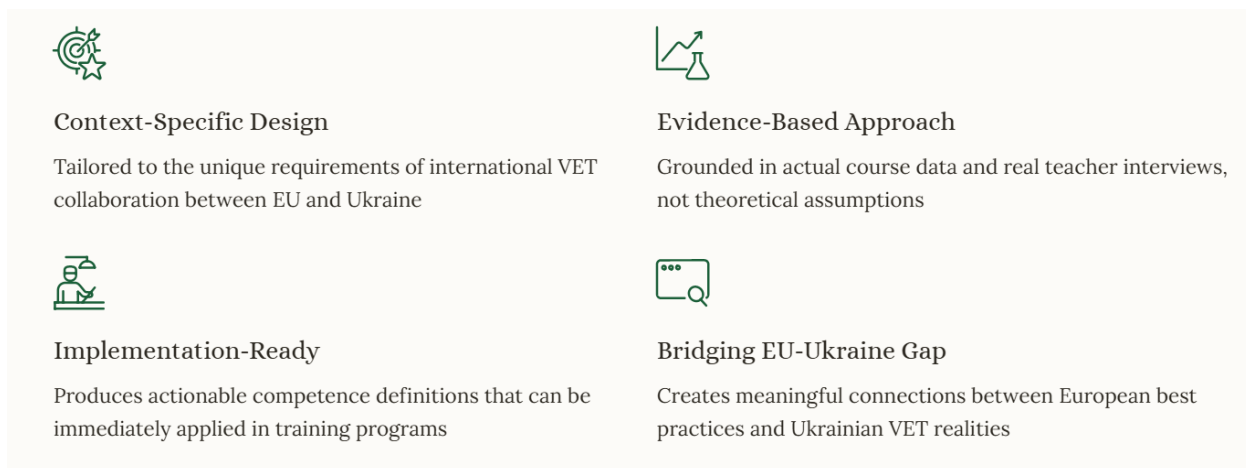 Context-Specific Design
Tailored to the unique requirements of international VET
collaboration between EU and Ukraine
Evidence-Based Approach
Grounded in actual course data and real teacher interviews,
not theoretical assumptions
Implementation-Ready
Produces actionable competence definitions that can be
immediately applied in training programs
Bridging EU-Ukraine Gap
Creates meaningful connections between European best
practices and Ukrainian VET realities